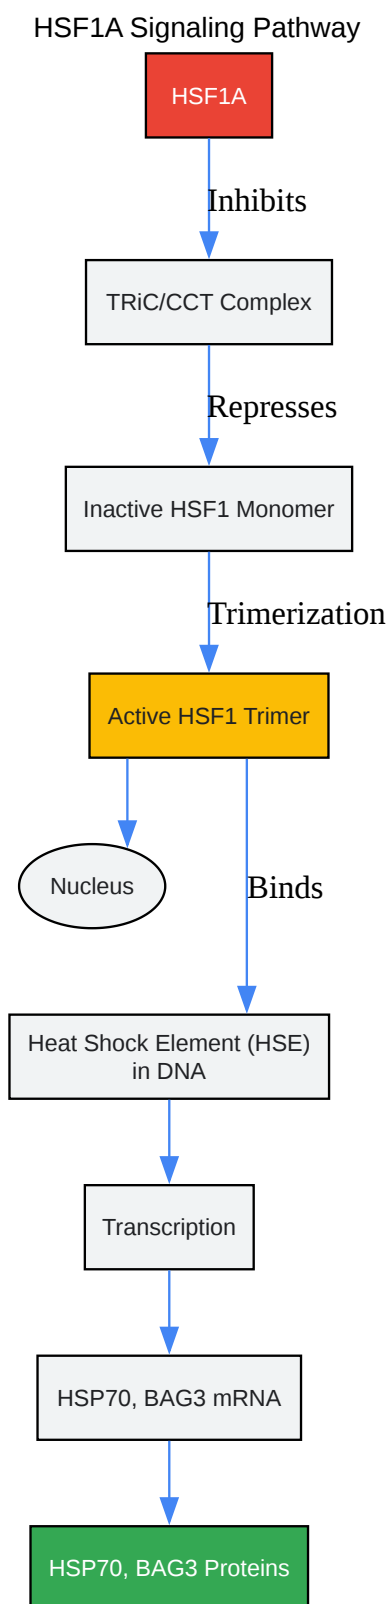 HSF1A Signaling Pathway
HSF1A
Inhibits
TRiC/CCT Complex
Represses
Inactive HSF1 Monomer
Trimerization
Active HSF1 Trimer
Nucleus
Binds
Heat Shock Element (HSE)
in DNA
Transcription
HSP70, BAG3 mRNA
HSP70, BAG3 Proteins